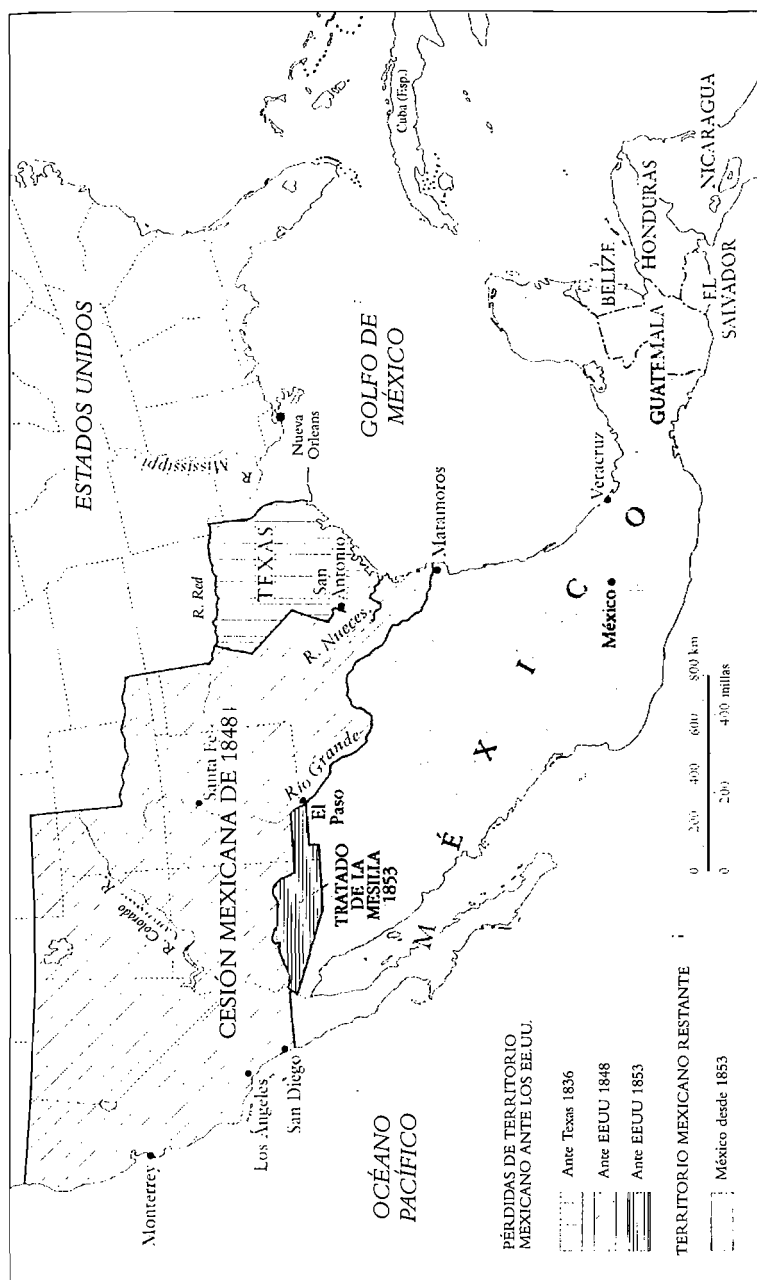 ESTADOS UNIDOS
R. Mississippi
Nueva
Orleans
GOLFO DE
MÉXICO
Cuba (Esp.)
R. Red
TEXAS
San
Antonio
R. Nueces
Matamoros
CESION MEXICANA DE 1848
Santa Fe
R. Colorado
Río Grande
El
Paso
TRATADO
DE LA
MESILLA
1853
Monterrey
Los Ángeles
San Diego
OCÉANO
PACÍFICO
MÉXICO
México
Veracruz
BELIZE
GUATEMALA
HONDURAS
EL
SALVADOR
NICARAGUA
PÉRDIDAS DE TERRITORIO
MEXICANO ANTE LOS EE.UU.
Ante Texas 1836
Ante EEUU 1848
Ante EEUU 1853
TERRITORIO MEXICANO RESTANTE
México desde 1853
0 200 400 600 800 km
0 200 400 millas